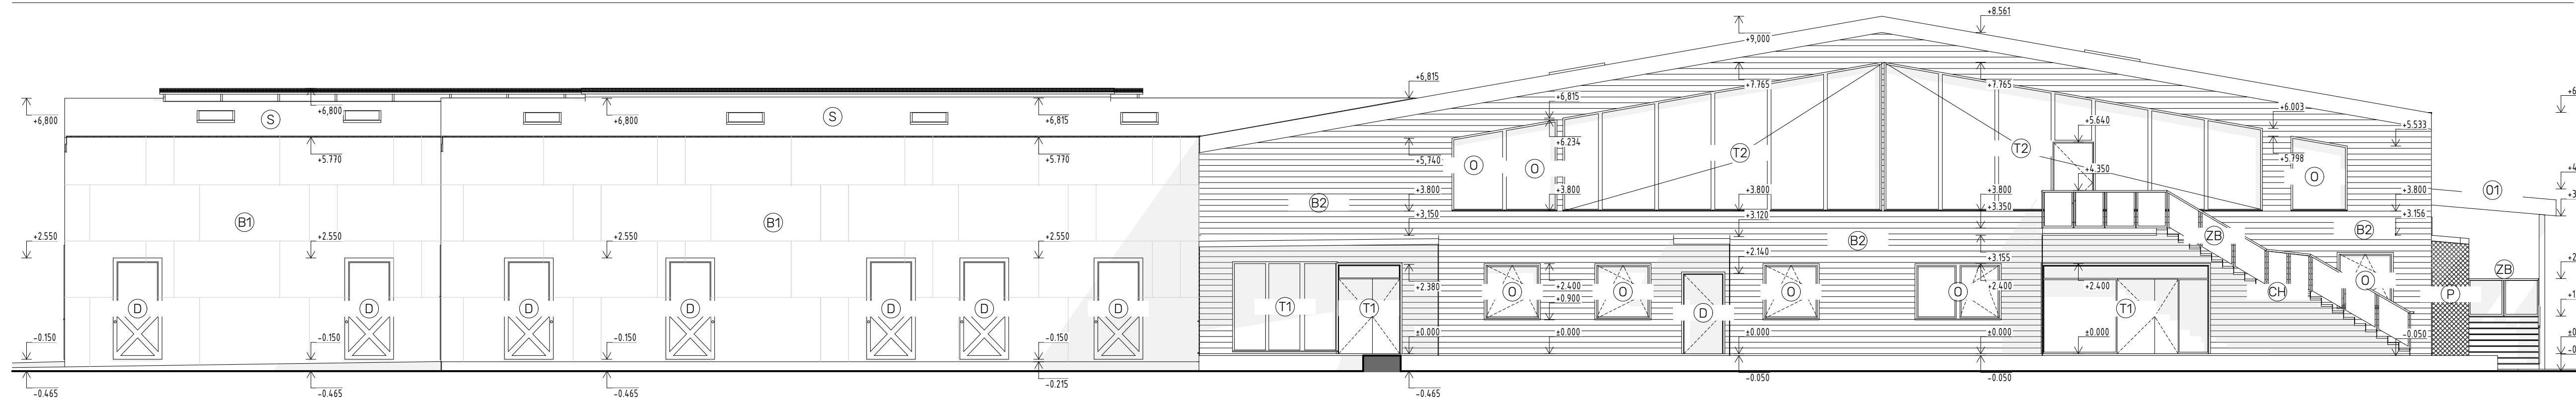 +8.561
+9,000
+6,815
+7.765
+7.765
+6,800
+6,800
+6,800
+6,815
+6,815
+6.003
S
S
+5.640
+5.533
+6.234
+5.770
+5.770
+5,740
+5.798
T2
T2
O
O
+4.350
O
+3.800
+3.800
+3.800
+3.800
+3.800
O1
B2
+3.350
+3,150
+3.120
+3.156
B1
B1
B2
B2
ZB
+2.550
+2.550
+2.550
+2.550
+2.140
+3.155
ZB
+2.380
+2.400
+2.400
+2.400
O
O
O
O
O
CH
P
+0.900
D
D
D
D
D
D
D
T1
T1
D
T1
±0.000
±0.000
±0.000
±0.000
±0.000
-0.050
-0.150
-0.150
-0.150
-0.150
-0.050
-0.050
-0.215
-0.465
-0.465
-0.465
-0.465